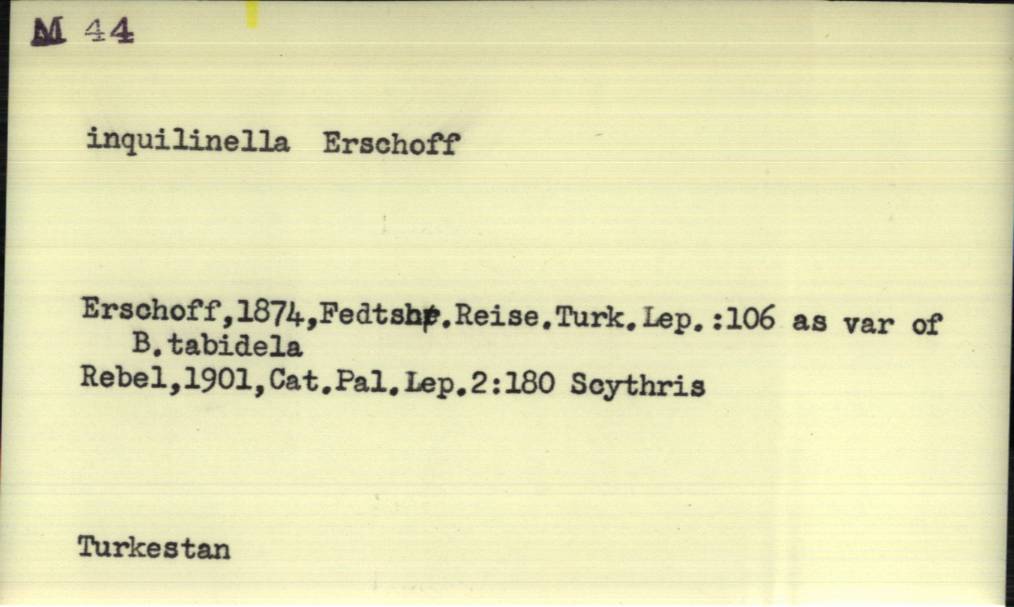 M 44
inquilinella Erschoff
Erschoff,1874,Fedtsh.Reise.Turk.Lep.:106 as var of
B.tabidela
Rebel,1901,Cat.Pal.Lep.2:180 Scythris
Turkestan